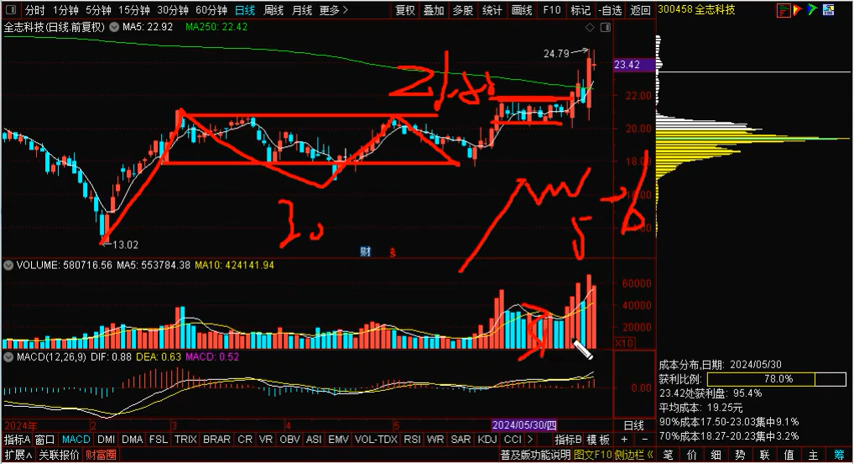 分时 1分钟 5分钟 15分钟 30分钟 60分钟 日线 周线 月线 更多> 复权 叠加 多股 统计 画线 F10 标记 -自选 返回 300458 全志科技
全志科技(日线 前复权) MA5: 22.92 MA250: 22.42
24.79
23.42
22.00
20.00
18.00
13.02
财
VOLUME: 580716.56 MA5: 553784.38 MA10: 424141.94
60000
40000
20000
X10
MACD(12,26,9) DIF: 0.88 DEA: 0.63 MACD: 0.52
0.00
2024年 2 3 4 5 2024/05/30/四 日线
指标A 窗口 MACD DMI DMA FSL TRIX BRAR CR VR OBV ASI EMV VOL-TDX RSI WR SAR KDJ CCI > 指标B 模板 + -
扩展∧ 关联报价 财富圈 普及版功能说明 图文F10 侧边栏《 笔 价 细 势 联 值 主 筹
成本分布,日期: 2024/05/30
获利比例: 78.0%
23.42处获利盘: 95.4%
平均成本: 19.25元
90%成本17.50-23.03集中9.1%
70%成本18.27-20.23集中3.2%